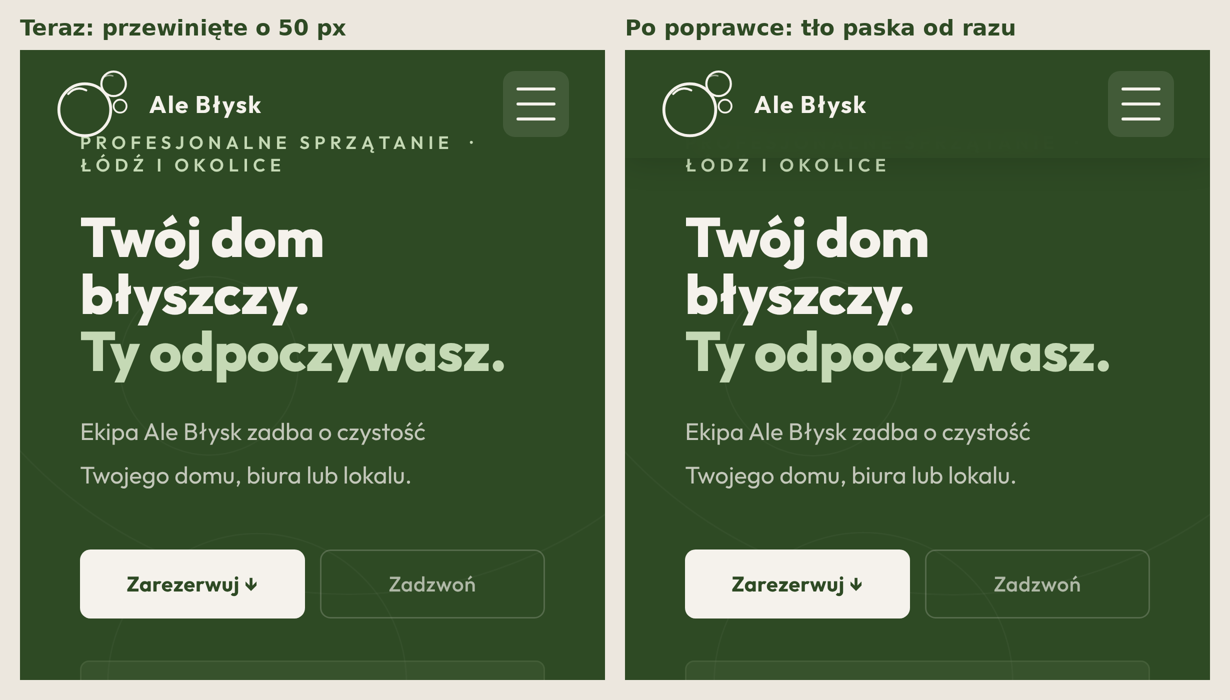 Teraz: przewinięte o 50 px
Ale Błysk
PROFESJONALNE SPRZĄTANIE ·
ŁÓDŹ I OKOLICE
Twój dom
błyszczy.
Ty odpoczywasz.
Ekipa Ale Błysk zadba o czystość
Twojego domu, biura lub lokalu.
Zarezerwuj ↓
Zadzwoń
Po poprawce: tło paska od razu
Ale Błysk
ŁODZ I OKOLICE
Twój dom
błyszczy.
Ty odpoczywasz.
Ekipa Ale Błysk zadba o czystość
Twojego domu, biura lub lokalu.
Zarezerwuj ↓
Zadzwoń